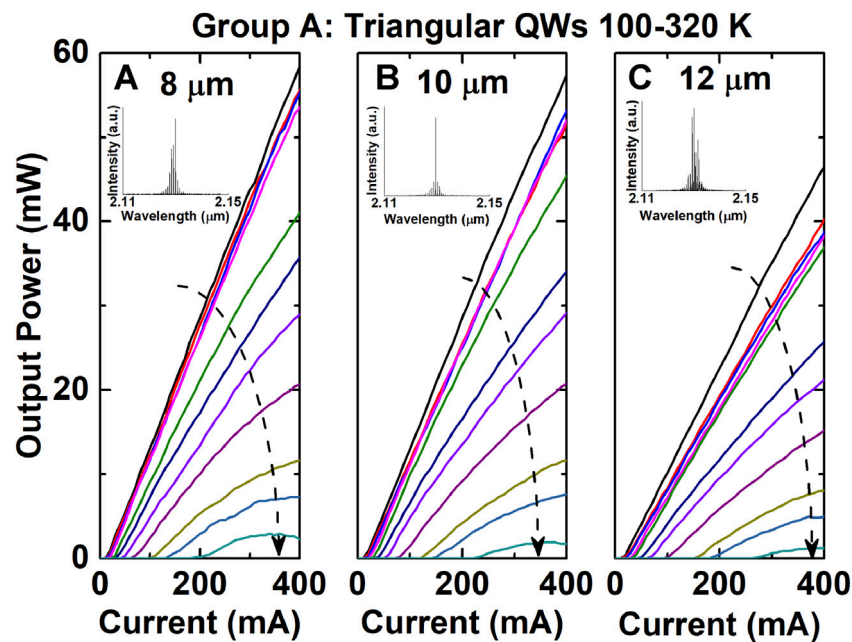 Group A: Triangular QWs 100-320 K
Output Power (mW)
60
40
20
0
A 8 μm
Intensity (a.u.)
2.11 2.15
Wavelength (μm)
0 200 400
Current (mA)
B 10 μm
Intensity (a.u.)
2.11 2.15
Wavelength (μm)
0 200 400
Current (mA)
C 12 μm
Intensity (a.u.)
2.11 2.15
Wavelength (μm)
0 200 400
Current (mA)